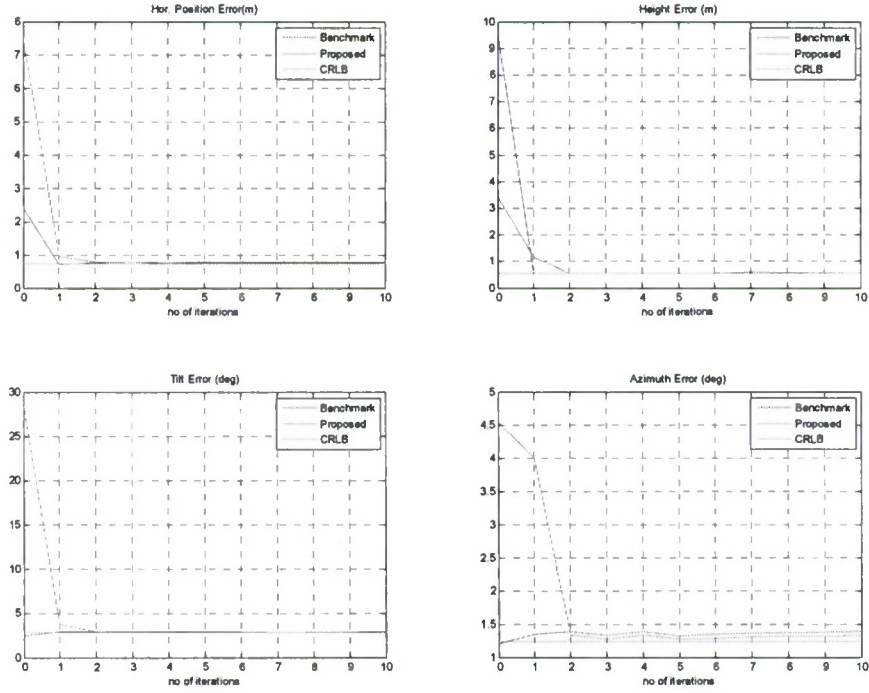 Hor. Position Error(m)
8
7
6
5
4
3
2
1
0
0 1 2 3 4 5 6 7 8 9 10
no of iterations
Benchmark
Proposed
CRLB
Height Error (m)
10
9
8
7
6
5
4
3
2
1
0
0 1 2 3 4 5 6 7 8 9 10
no of iterations
Benchmark
Proposed
CRLB
Tilt Error (deg)
30
25
20
15
10
5
0
0 1 2 3 4 5 6 7 8 9 10
no of iterations
Benchmark
Proposed
CRLB
Azimuth Error (deg)
5
4.5
4
3.5
3
2.5
2
1.5
1
0 1 2 3 4 5 6 7 8 9 10
no of iterations
Benchmark
Proposed
CRLB